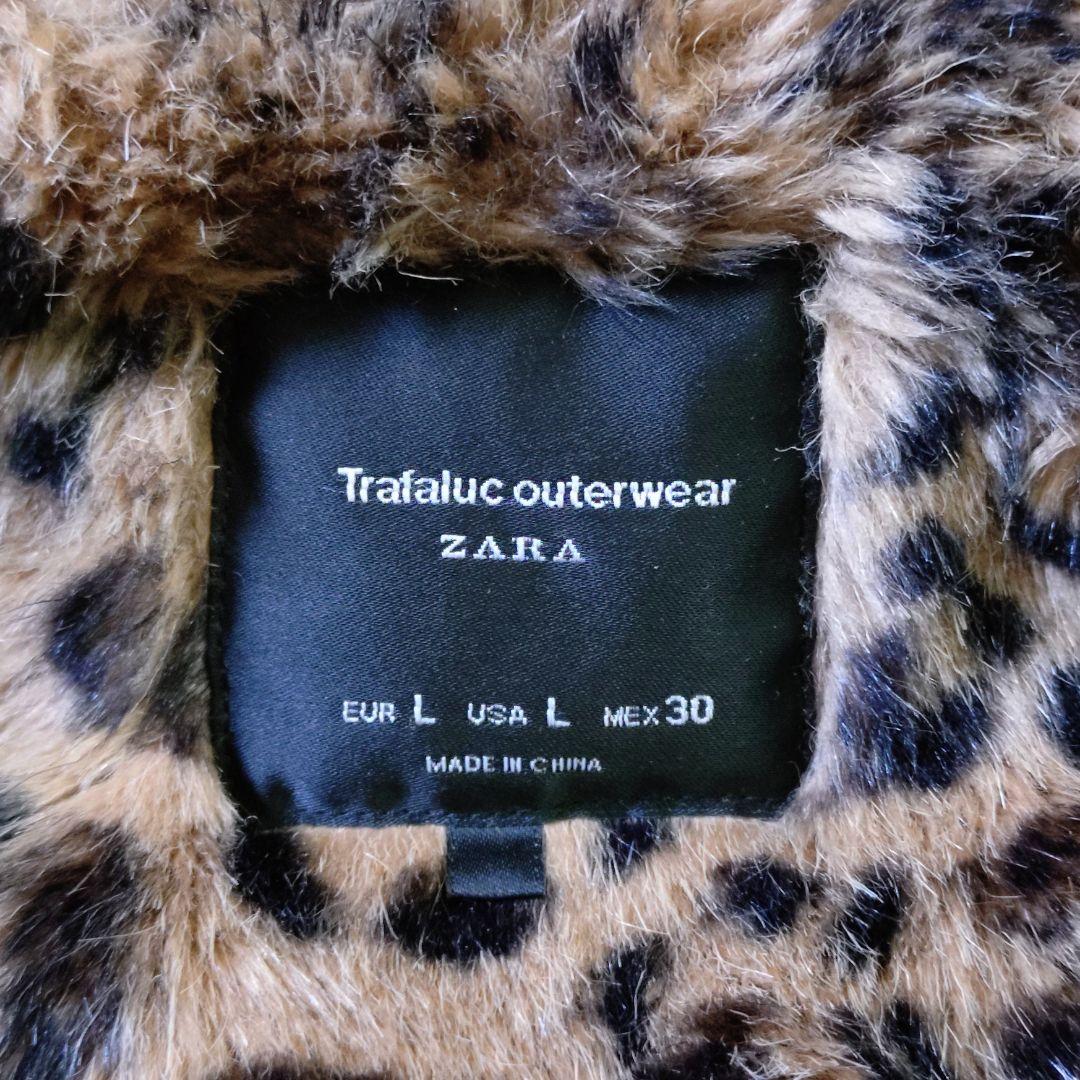 Trafaluc outerwear
ZARA
EUR L USA L MEX 30
MADE IN CHINA